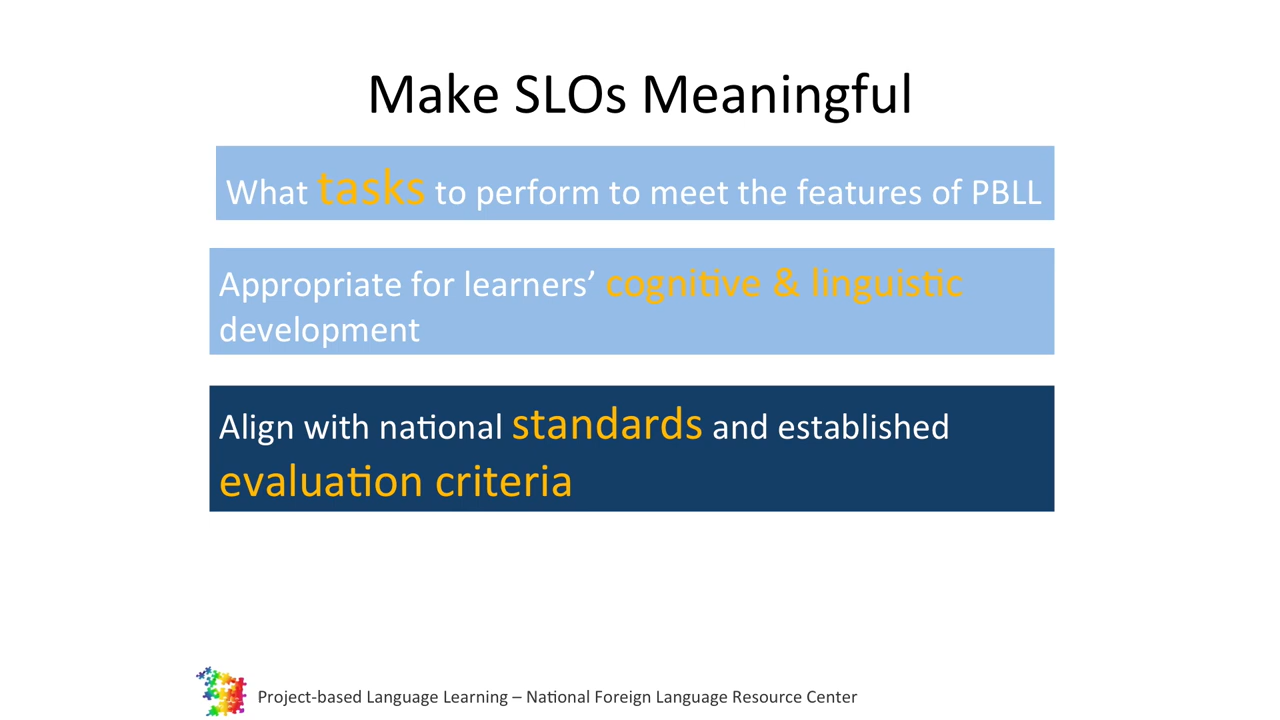 Make SLOs Meaningful
What tasks to perform to meet the features of PBLL
Appropriate for learners’ cognitive & linguistic
development
Align with national standards and established
evaluation criteria
Project-based Language Learning – National Foreign Language Resource Center